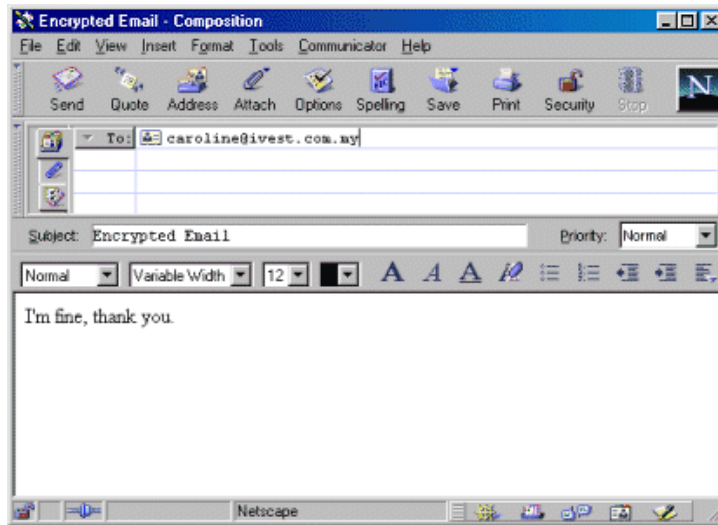 Encrypted Email - Composition
File Edit View Insert Format Tools Communicator Help
Send Quote Address Attach Options Spelling Save Print Security Stop
N
To: caroline@ivest.com.my
Subject: Encrypted Email Priority: Normal
Normal Variable Width 12 A A A
I'm fine, thank you.
Netscape